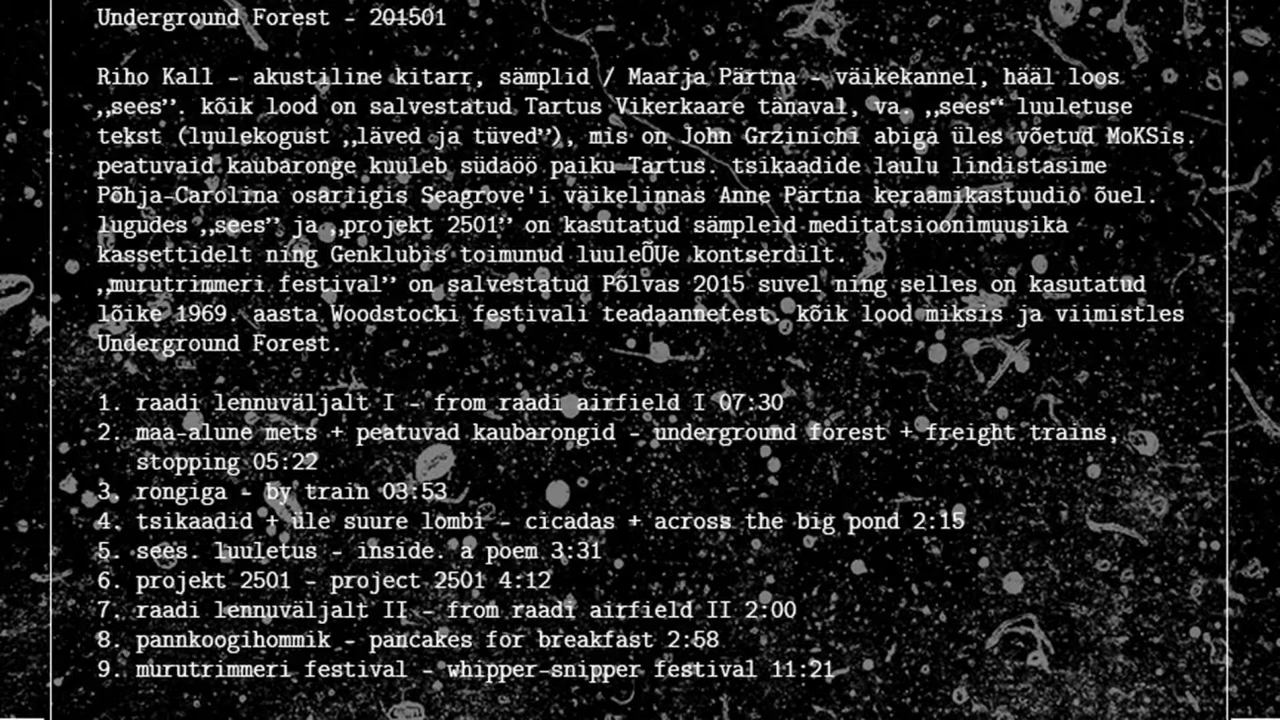 Underground Forest - 201501
Riho Kall - akustiline kitarr, sämplid / Maarja Pärtna - väikekannel, hääl loos
„sees”. kõik lood on salvestatud Tartus Vikerkaare tänaval, va. „sees“ luuletuse
tekst (luulekogust „läved ja tüved”), mis on John Grzinichi abiga üles võetud MoKSis.
peatuvaid kaubaronge kuuleb südaöö paiku Tartus. tsikaadide laulu lindistasime
Põhja-Carolina osariigis Seagrove'i väikelinnas Anne Pärtna keraamikastuudio õuel.
lugudes „sees” ja „projekt 2501” on kasutatud sämpleid meditatsioonimuusika
kassettidelt ning Genklubis toimunud luuleÕUe kontserdilt.
„murutrimmeri festival” on salvestatud Põlvas 2015 suvel ning selles on kasutatud
lõike 1969. aasta Woodstocki festivali teadaannetest. kõik lood miksis ja viimistles
Underground Forest.
1. raadi lennuväljalt I - from raadi airfield I 07:30
2. maa-alune mets + peatuvad kaubarongid - underground forest + freight trains,
stopping 05:22
3. rongiga - by train 03:53
4. tsikaadid + üle suure lombi - cicadas + across the big pond 2:15
5. sees. luuletus - inside. a poem 3:31
6. projekt 2501 - project 2501 4:12
7. raadi lennuväljalt II - from raadi airfield II 2:00
8. pannkoogihommik - pancakes for breakfast 2:58
9. murutrimmeri festival - whipper-snipper festival 11:21